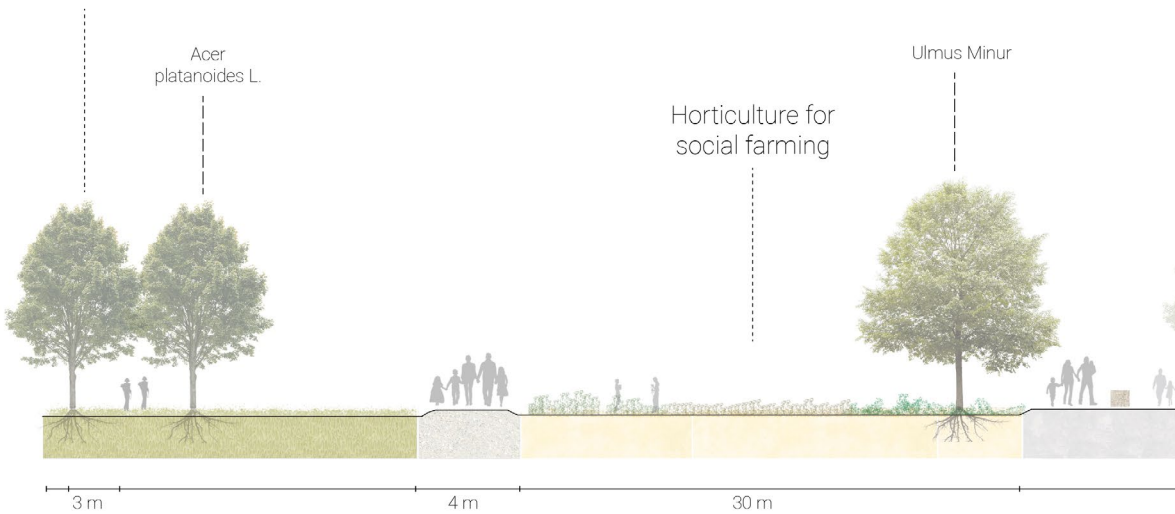 Acer
platanoides L.
Ulmus Minur
Horticulture for
social farming
3 m
4 m
30 m